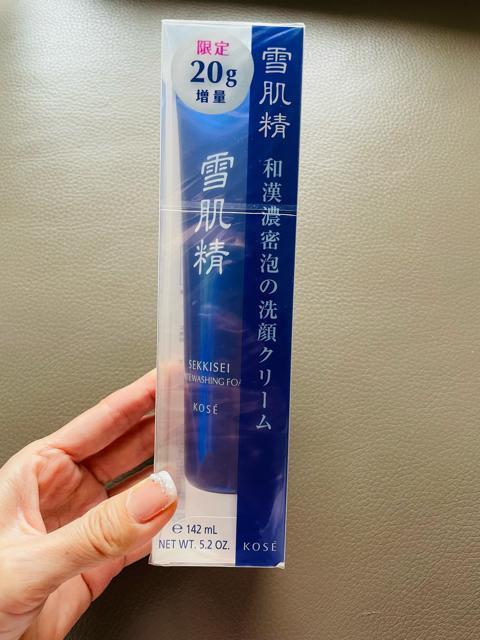 限定
20g
増量
雪肌精
和漢濃密泡の洗顔クリーム
雪肌精
SEKKISEI
KOSÉ
℮ 142 mL
NET WT. 5.2 OZ.
KOSÉ